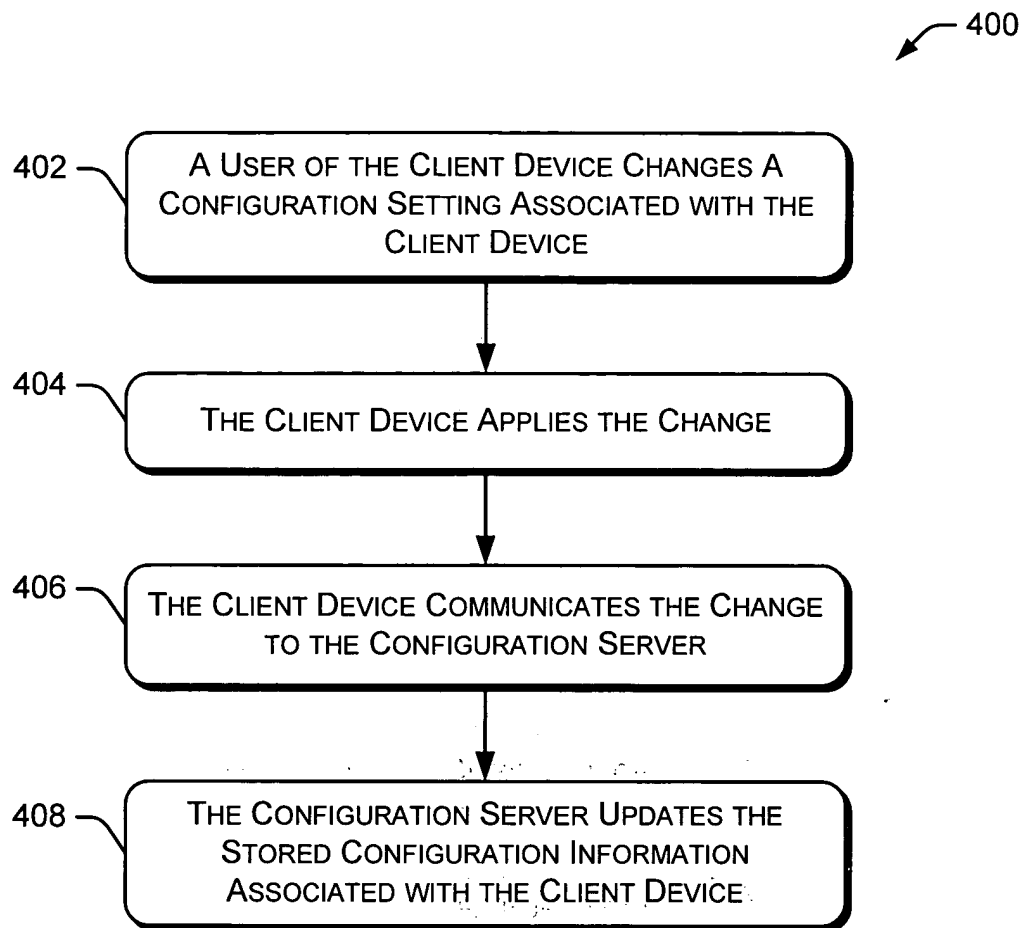 400
402
A USER OF THE CLIENT DEVICE CHANGES A
CONFIGURATION SETTING ASSOCIATED WITH THE
CLIENT DEVICE
404
THE CLIENT DEVICE APPLIES THE CHANGE
406
THE CLIENT DEVICE COMMUNICATES THE CHANGE
TO THE CONFIGURATION SERVER
408
THE CONFIGURATION SERVER UPDATES THE
STORED CONFIGURATION INFORMATION
ASSOCIATED WITH THE CLIENT DEVICE